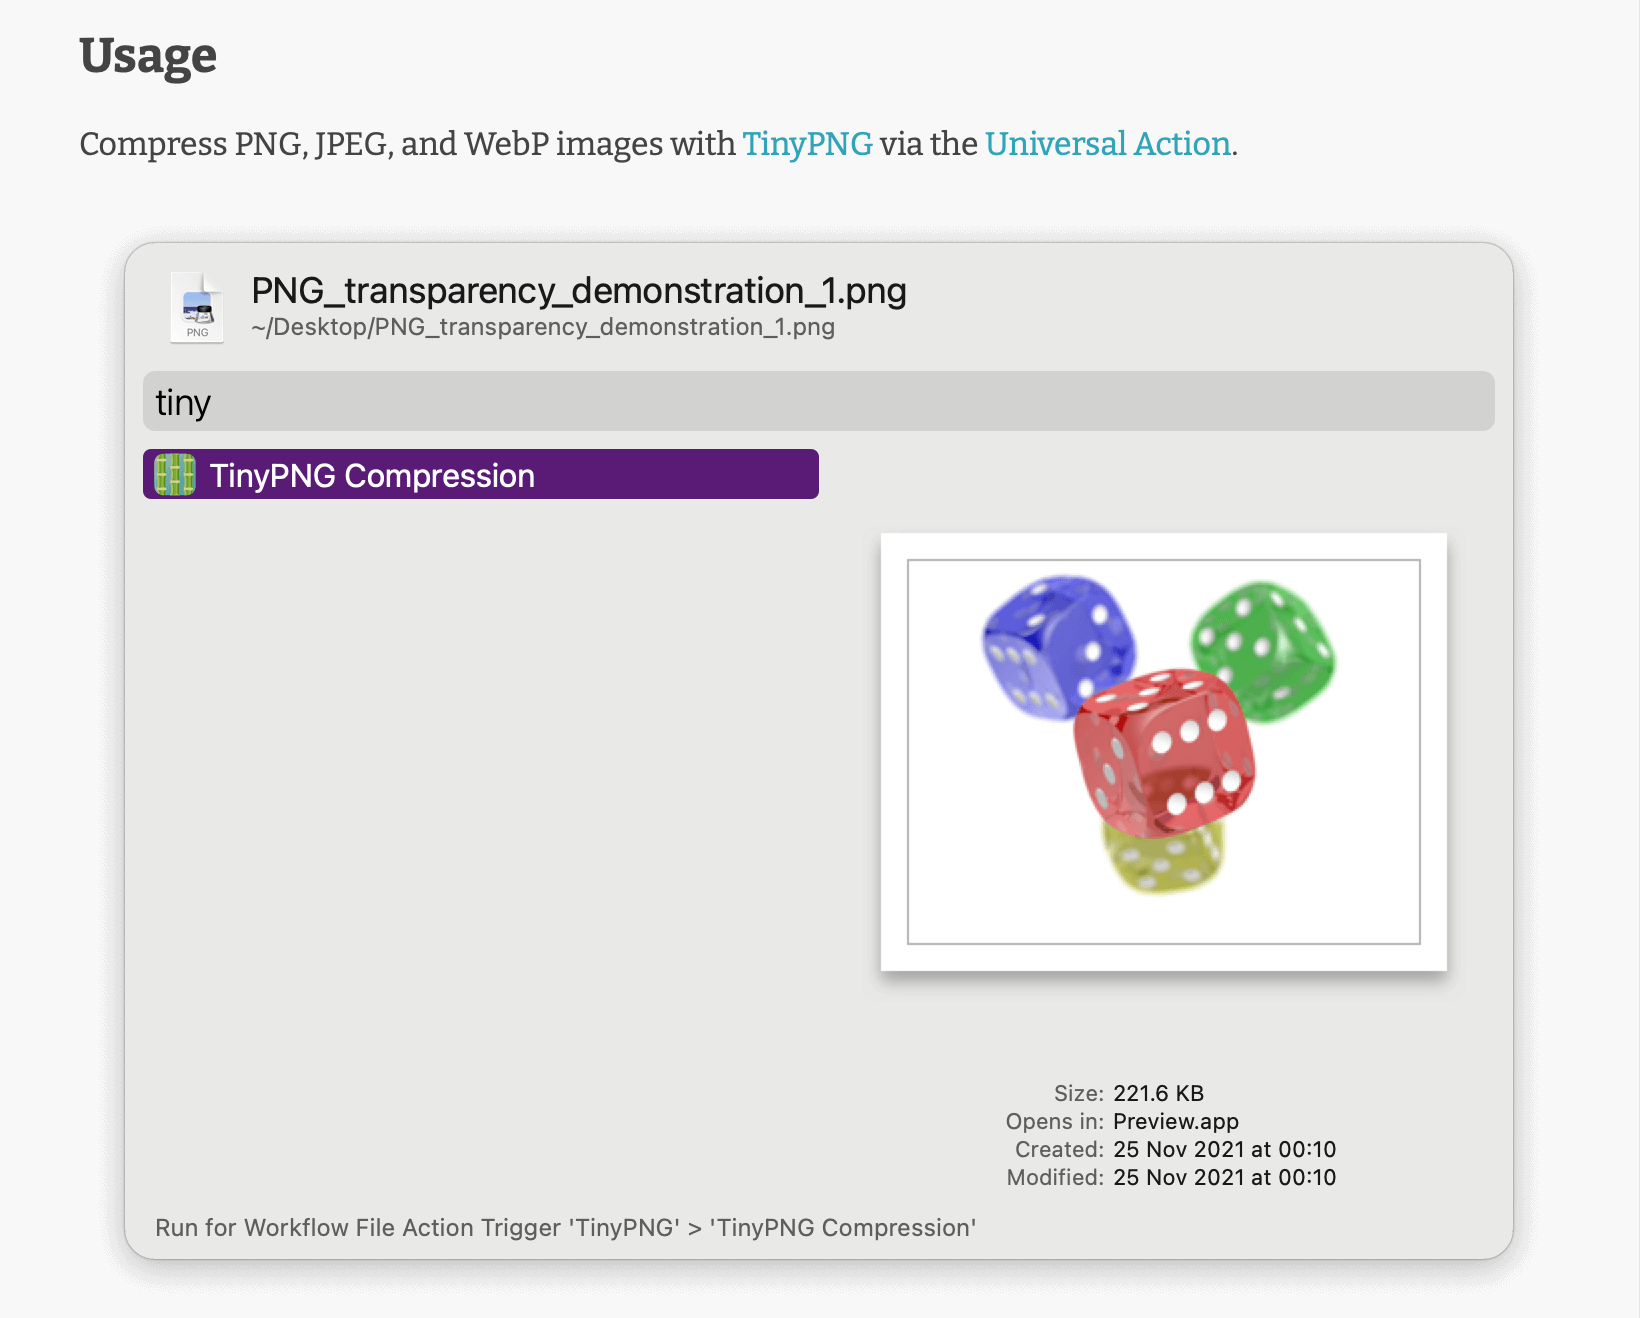 Usage
Compress PNG, JPEG, and WebP images with TinyPNG via the Universal Action.
PNG_transparency_demonstration_1.png
PNG
~/Desktop/PNG_transparency_demonstration_1.png
tiny
TinyPNG Compression
Size: 221.6 KB
Opens in: Preview.app
Created: 25 Nov 2021 at 00:10
Modified: 25 Nov 2021 at 00:10
Run for Workflow File Action Trigger 'TinyPNG' > 'TinyPNG Compression'